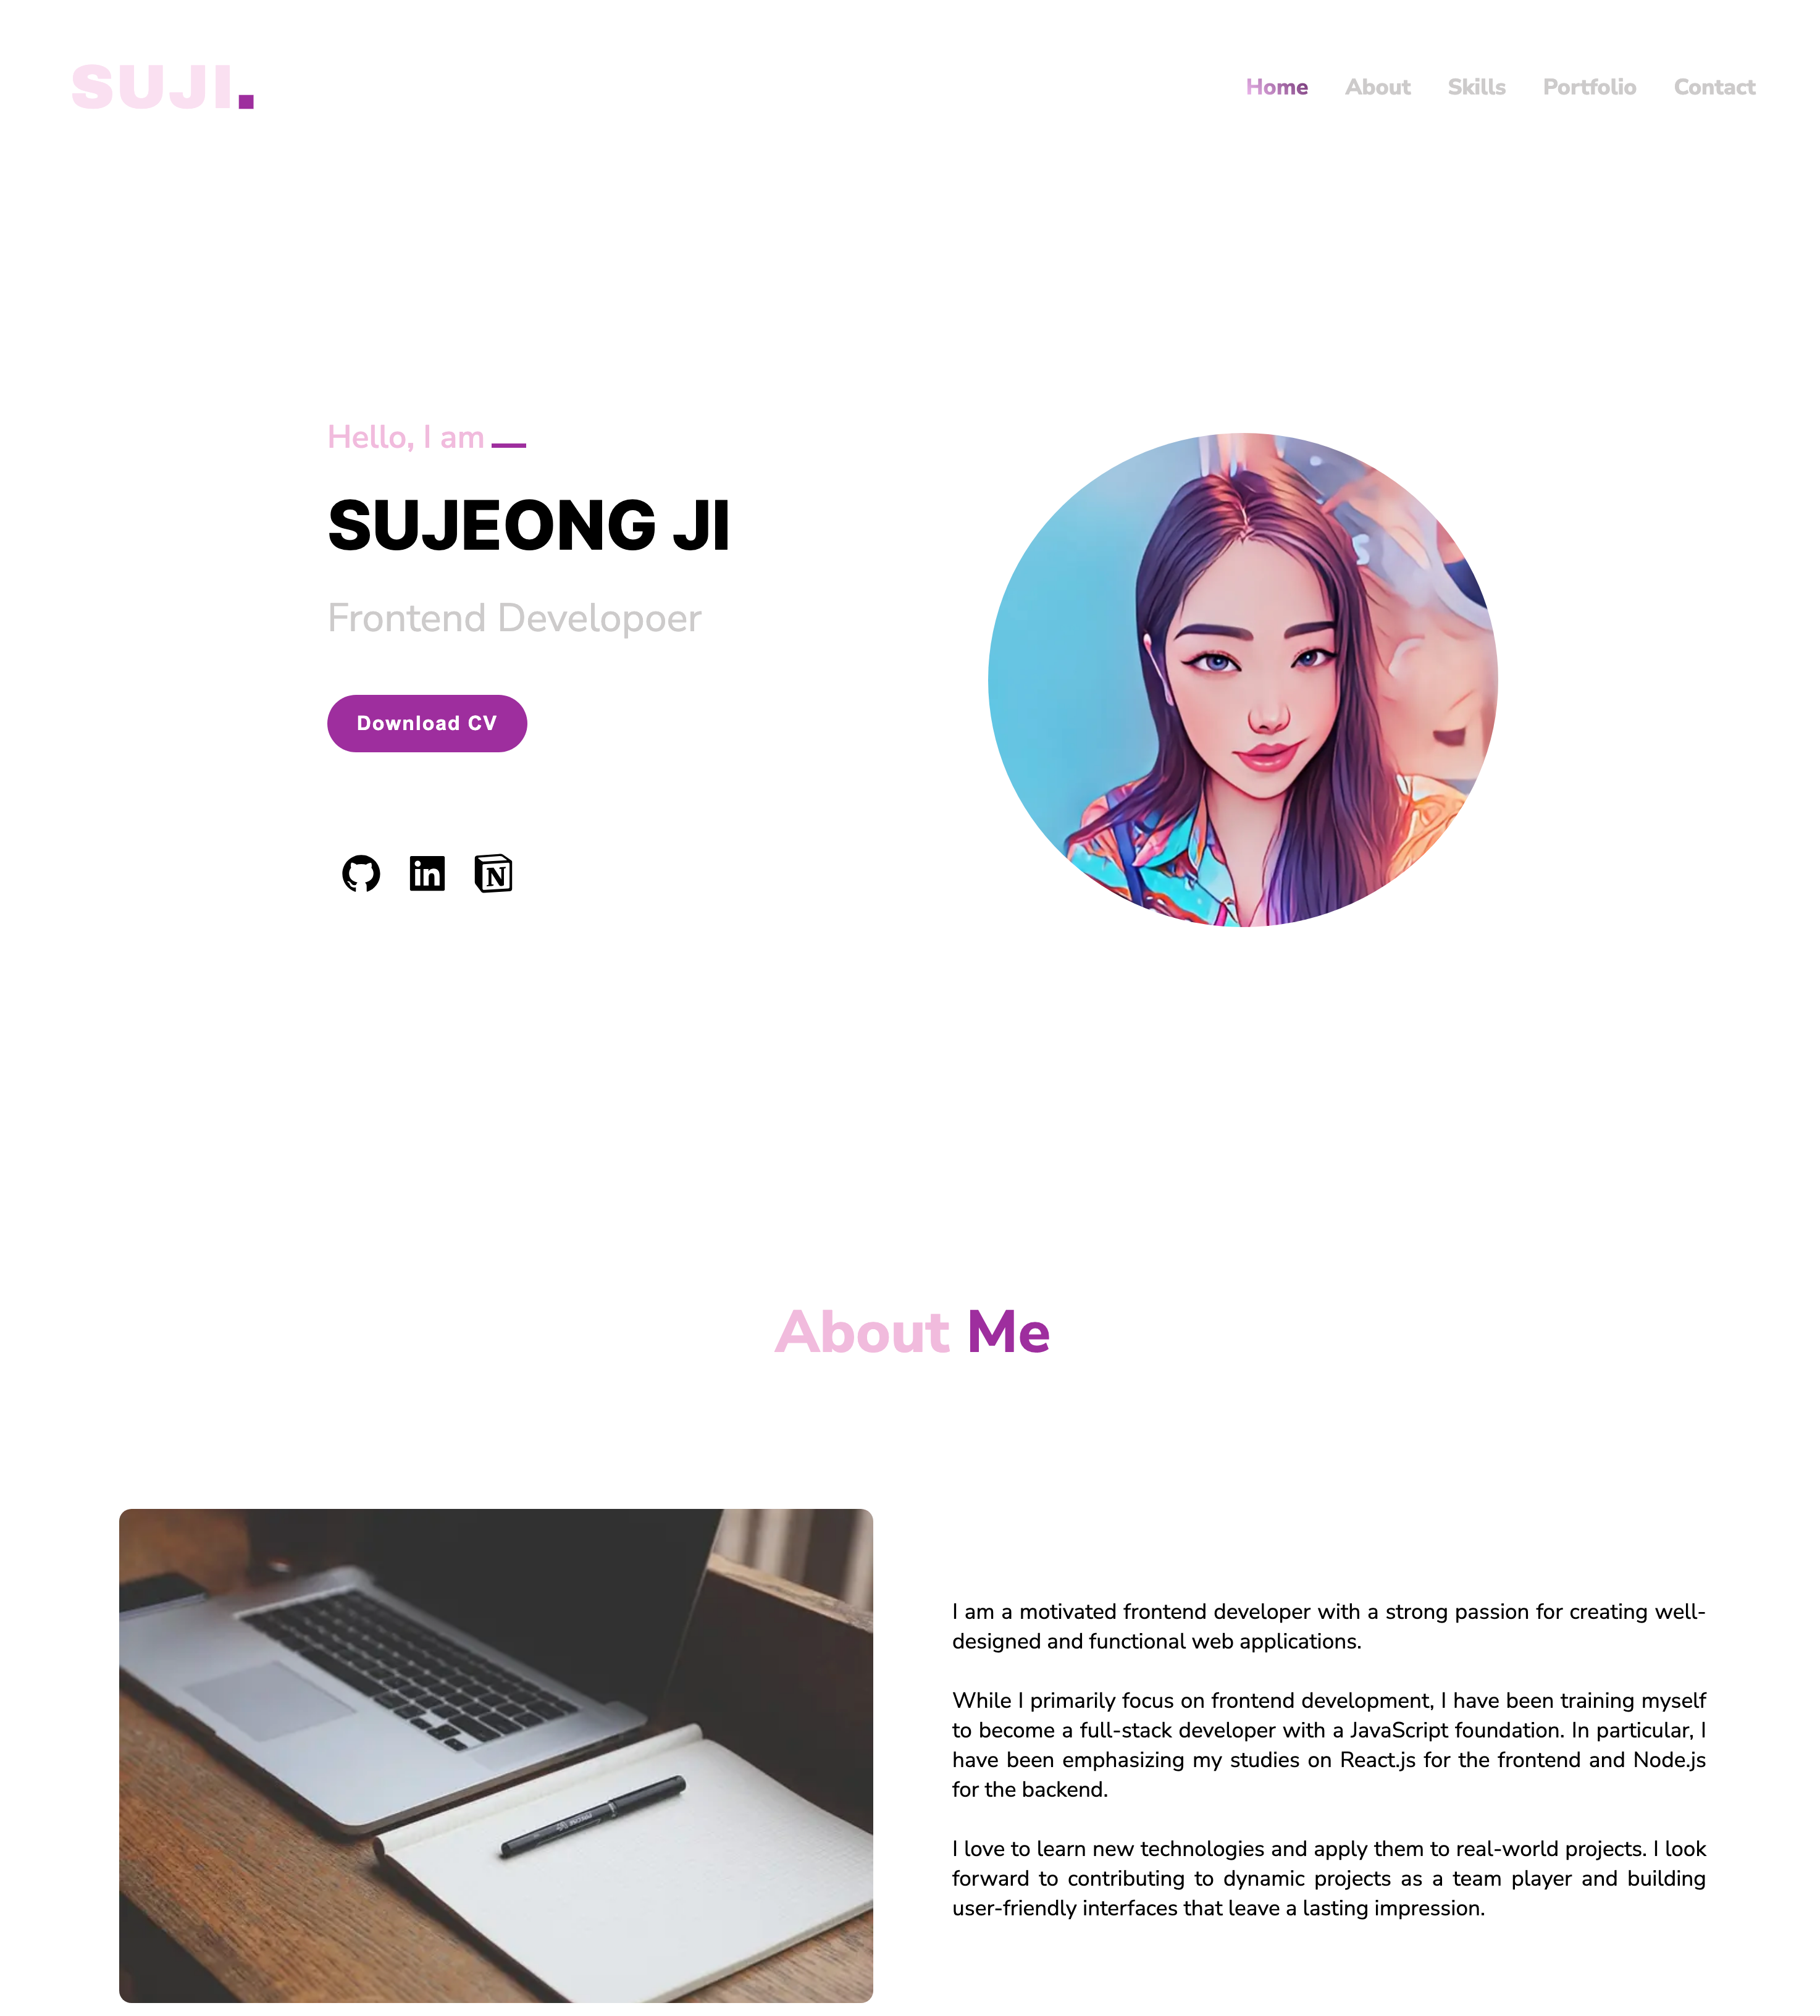 SUJI.
Home About Skills Portfolio Contact
Hello, I am
SUJEONG JI
Frontend Developoer
Download CV
in
N
About Me
I am a motivated frontend developer with a strong passion for creating well-
designed and functional web applications.
While I primarily focus on frontend development, I have been training myself
to become a full-stack developer with a JavaScript foundation. In particular, I
have been emphasizing my studies on React.js for the frontend and Node.js
for the backend.
I love to learn new technologies and apply them to real-world projects. I look
forward to contributing to dynamic projects as a team player and building
user-friendly interfaces that leave a lasting impression.